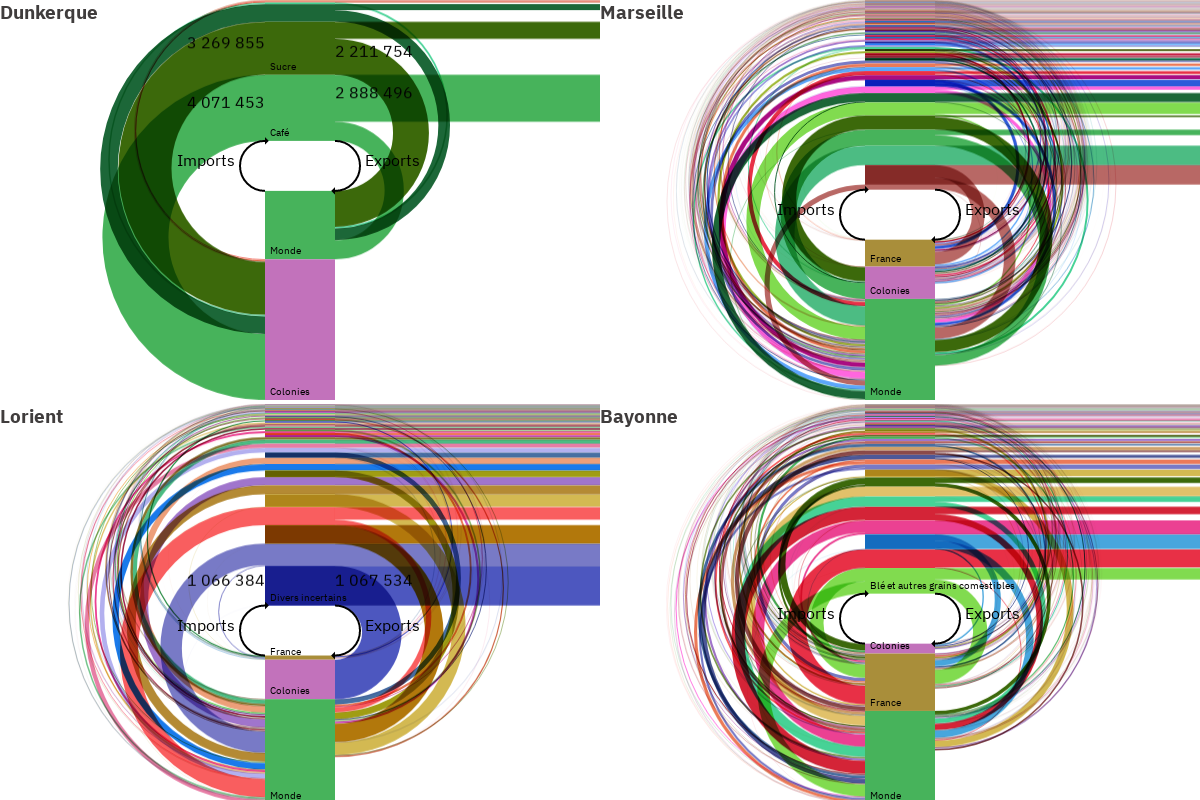 Dunkerque
3 269 855
2 211 754
Sucre
4 071 453
2 888 496
Café
Imports
Exports
Monde
Colonies
Marseille
Imports
Exports
France
Colonies
Monde
Lorient
1 066 384
1 067 534
Divers incertains
Imports
Exports
France
Colonies
Monde
Bayonne
Blé et autres grains comestibles
Imports
Exports
Colonies
France
Monde